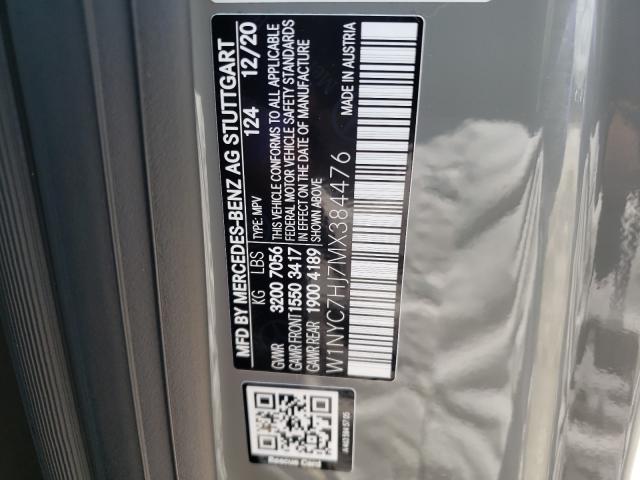 MFD BY MERCEDES-BENZ AG STUTTGART
124 12/20
KG LBS TYPE: MPV
GVWR 3200 7056
GAWR FRONT 1550 3417
GAWR REAR 1900 4189
THIS VEHICLE CONFORMS TO ALL APPLICABLE
FEDERAL MOTOR VEHICLE SAFETY STANDARDS
IN EFFECT ON THE DATE OF MANUFACTURE
SHOWN ABOVE
MADE IN AUSTRIA
W1NYC7HJ7MX384476
Rescue Card